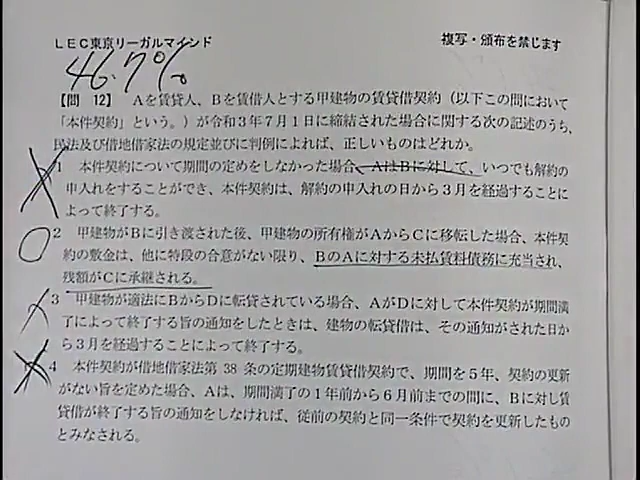 LEC東京リーガルマインド
複写・頒布を禁じます
46.7%
【問 12】 Aを賃貸人、Bを賃借人とする甲建物の賃貸借契約(以下この問において
「本件契約」という。)が令和3年7月1日に締結された場合に関する次の記述のうち、
民法及び借地借家法の規定並びに判例によれば、正しいものはどれか。
1 本件契約について期間の定めをしなかった場合、AはBに対して、いつでも解約の
申入れをすることができ、本件契約は、解約の申入れの日から3月を経過することに
よって終了する。
2 甲建物がBに引き渡された後、甲建物の所有権がAからCに移転した場合、本件契
約の敷金は、他に特段の合意がない限り、BのAに対する未払賃料債務に充当され、
残額がCに承継される。
3 甲建物が適法にBからDに転貸されている場合、AがDに対して本件契約が期間満
了によって終了する旨の通知をしたときは、建物の転貸借は、その通知がされた日か
ら3月を経過することによって終了する。
4 本件契約が借地借家法第 38 条の定期建物賃貸借契約で、期間を5年、契約の更新
がない旨を定めた場合、Aは、期間満了の1年前から6月前までの間に、Bに対し賃
貸借が終了する旨の通知をしなければ、従前の契約と同一条件で契約を更新したもの
とみなされる。